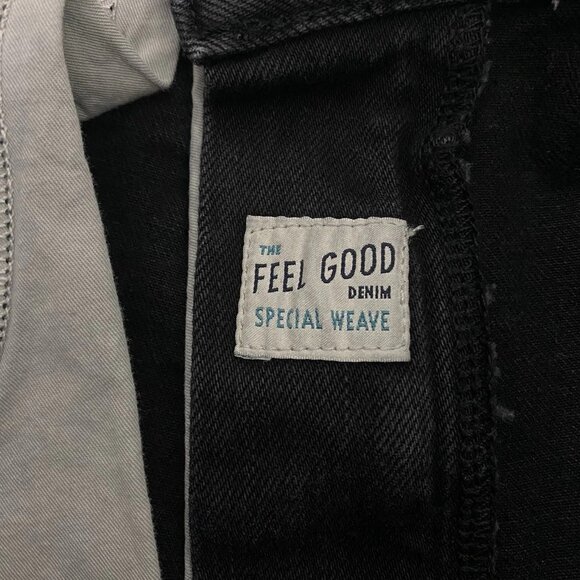 THE
FEEL GOOD
DENIM
SPECIAL WEAVE